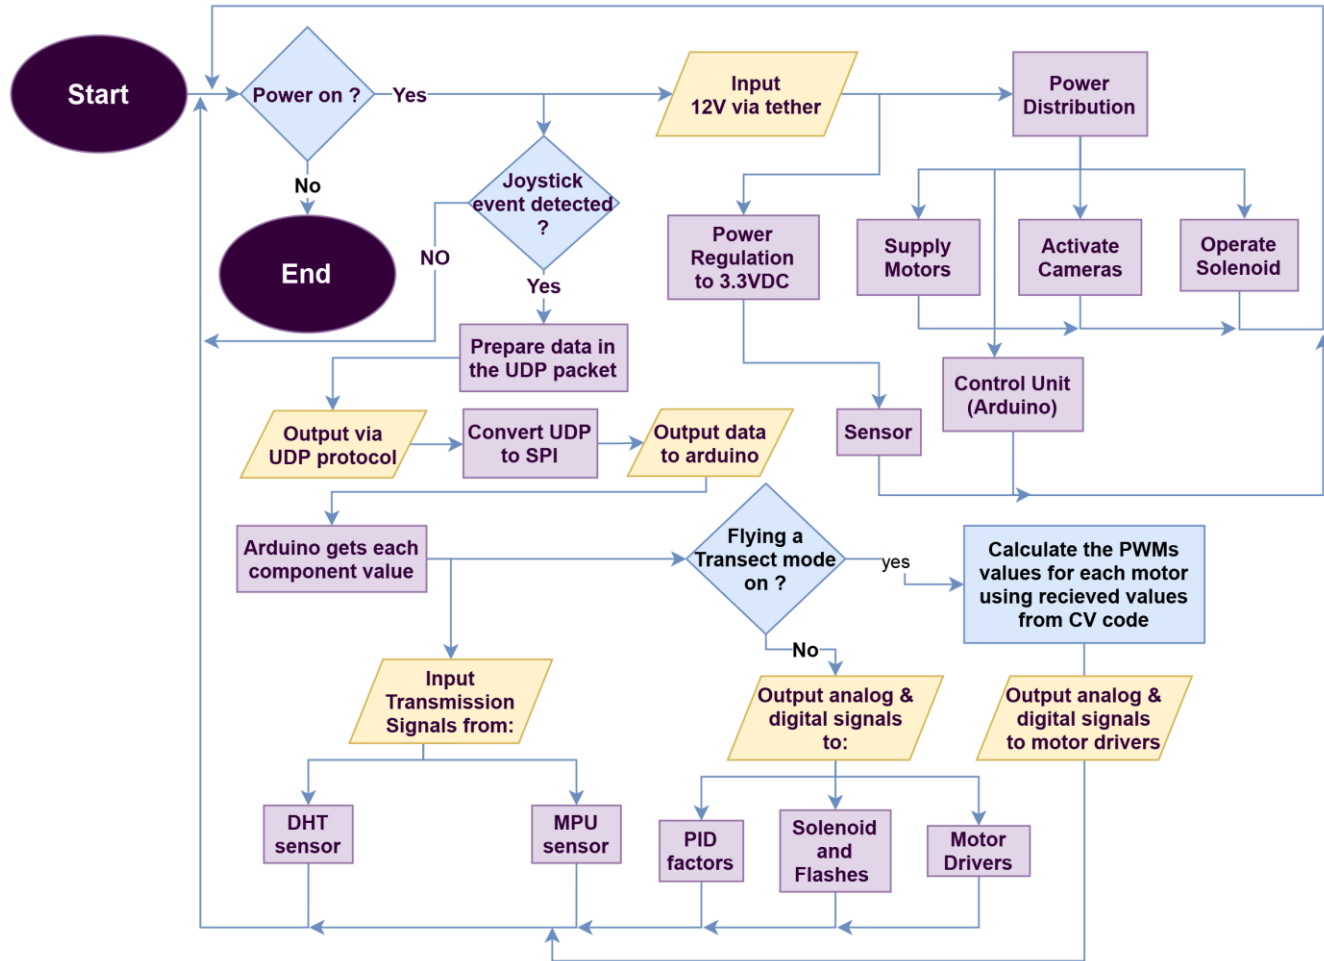 Start
Power on ?
Yes
Input
12V via tether
Power
Distribution
No
End
Joystick
event detected
?
NO
Yes
Power
Regulation
to 3.3VDC
Supply
Motors
Activate
Cameras
Operate
Solenoid
Prepare data in
the UDP packet
Control Unit
(Arduino)
Output via
UDP protocol
Convert UDP
to SPI
Output data
to arduino
Sensor
Arduino gets each
component value
Flying a
Transect mode
on ?
yes
Calculate the PWMs
values for each motor
using recieved values
from CV code
No
Input
Transmission
Signals from:
Output analog &
digital signals
to:
Output analog &
digital signals
to motor drivers
DHT
sensor
MPU
sensor
PID
factors
Solenoid
and
Flashes
Motor
Drivers